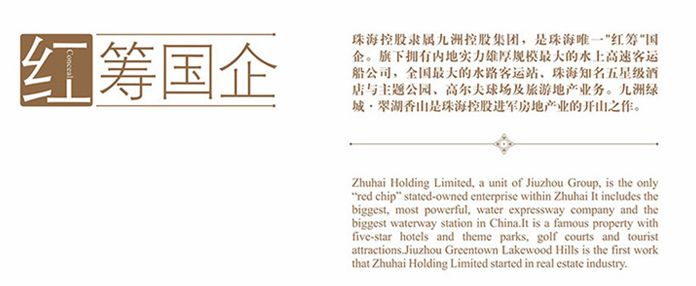 红筹国企
Conceal
珠海控股隶属九洲控股集团，是珠海唯一"红筹"国
企。旗下拥有内地实力雄厚规模最大的水上高速客运
船公司，全国最大的水路客运站、珠海知名五星级酒
店与主题公园、高尔夫球场及旅游地产业务。九洲绿
城·翠湖香山是珠海控股进军房地产业的开山之作。
Zhuhai Holding Limited, a unit of Jiuzhou Group, is the only
“red chip” stated-owned enterprise within Zhuhai It includes the
biggest, most powerful, water expressway company and the
biggest waterway station in China.It is a famous property with
five-star hotels and theme parks, golf courts and tourist
attractions.Jiuzhou Greentown Lakewood Hills is the first work
that Zhuhai Holding Limited started in real estate industry.